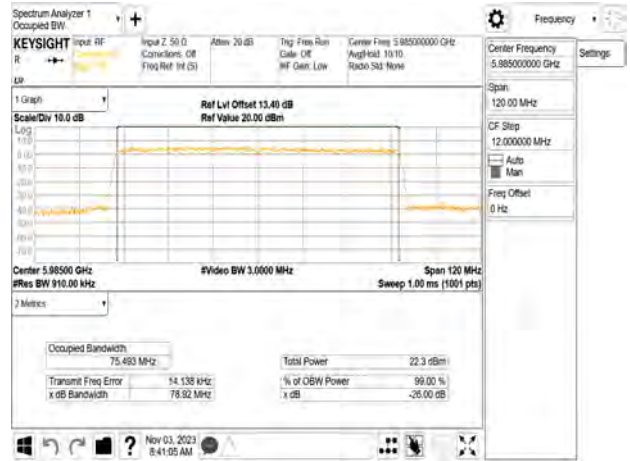 Spectrum Analyzer 1
Occupied BW
KEYSIGHT
R
Input: RF
Input Z: 50 Ω
Corrections: Off
Freq Ref: Int (S)
Atten: 20 dB
Trig: Free Run
Gate: Off
#IF Gain: Low
Center Freq: 5.985000000 GHz
Avg|Hold: 10/10
Radio Std: None
1 Graph
Scale/Div 10.0 dB
Ref Lvl Offset 13.40 dB
Ref Value 20.00 dBm
Log
Center 5.98500 GHz
#Res BW 910.00 kHz
#Video BW 3.0000 MHz
Span 120 MHz
Sweep 1.00 ms (1001 pts)
2 Metrics
Occupied Bandwidth
75.493 MHz
Total Power
22.3 dBm
Transmit Freq Error
14.138 kHz
% of OBW Power
99.00 %
x dB Bandwidth
78.92 MHz
x dB
-26.00 dB
Nov 03, 2023
8:41:05 AM
Frequency
Settings
Center Frequency
5.985000000 GHz
Span
120.00 MHz
CF Step
12.000000 MHz
Auto
Man
Freq Offset
0 Hz